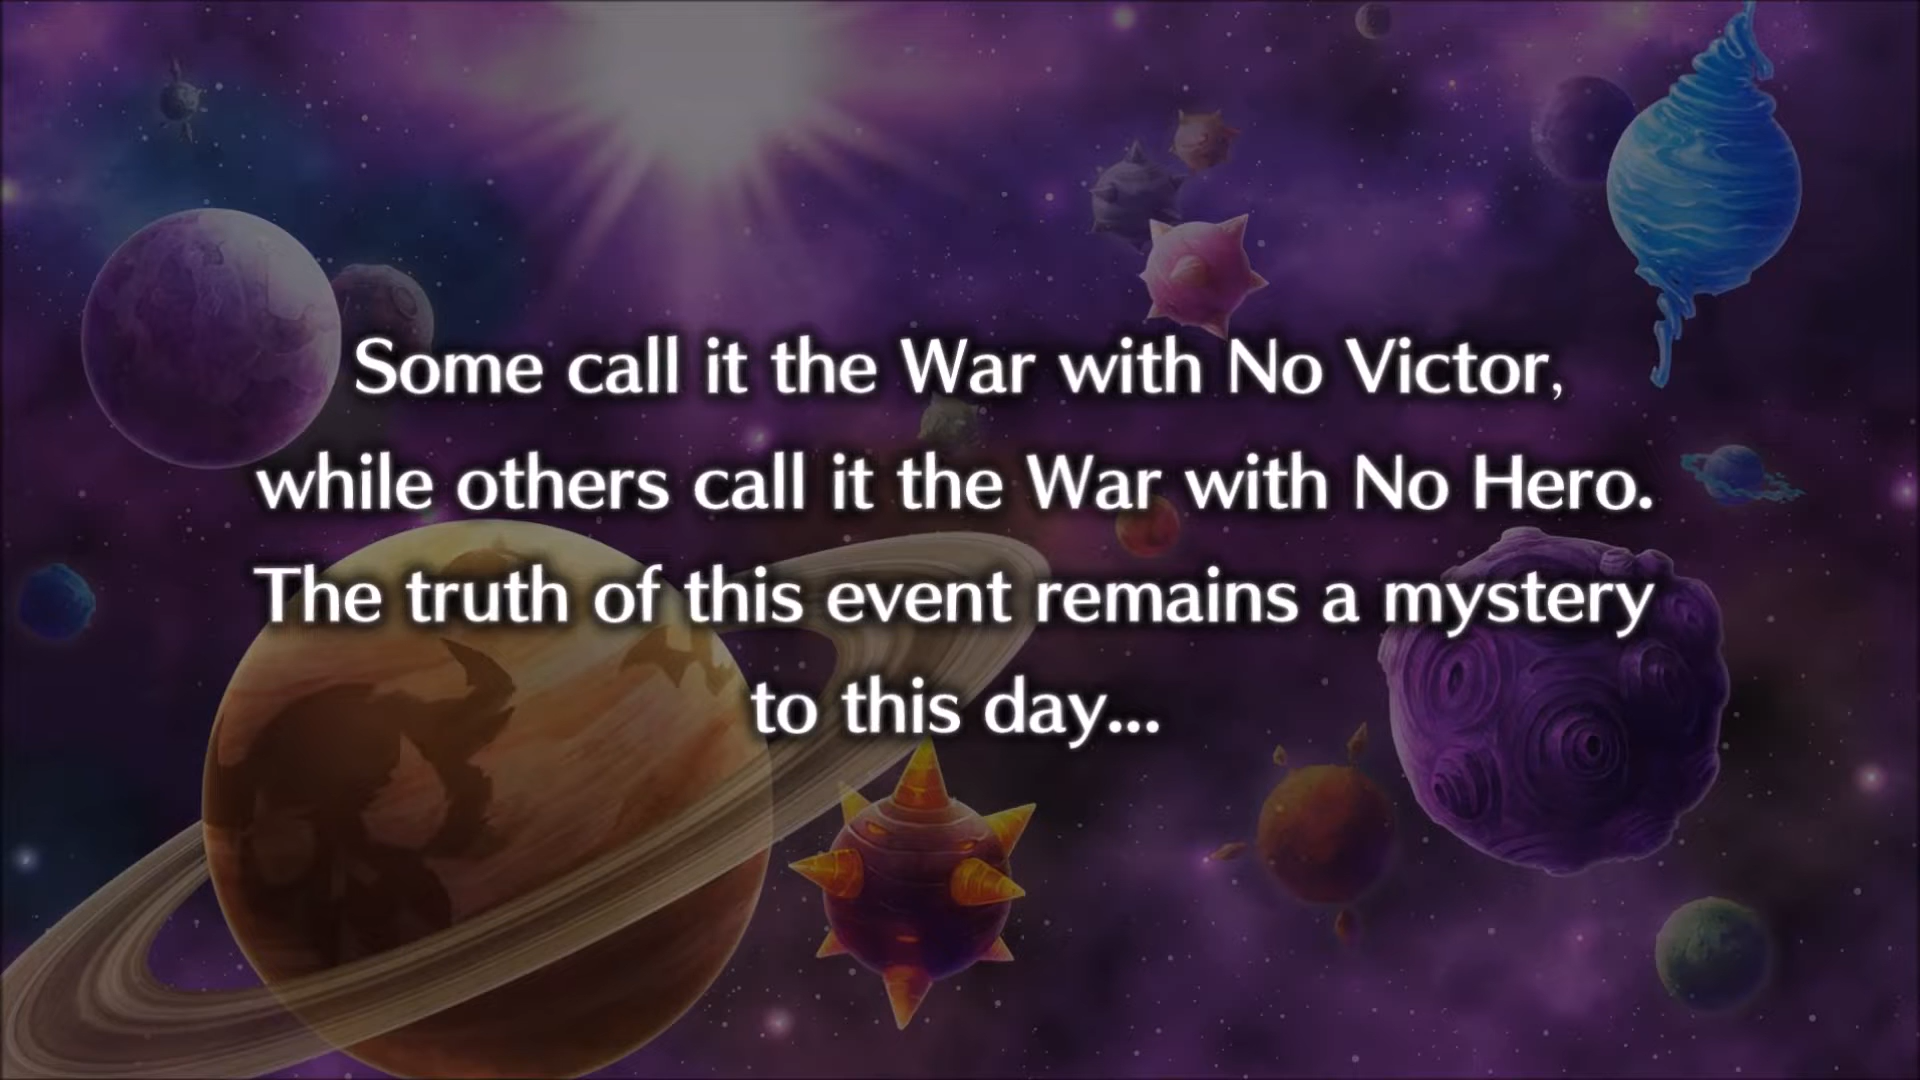 Some call it the War with No Victor,
while others call it the War with No Hero.
The truth of this event remains a mystery
to this day...